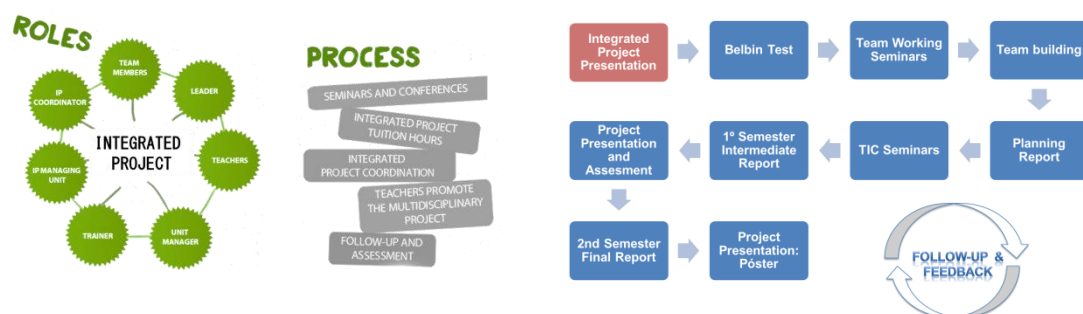 ROLES
TEAM
MEMBERS
LEADER
TEACHERS
UNIT
MANAGER
TRAINER
IP MANAGING
UNIT
IP
COORDINATOR
INTEGRATED
PROJECT
PROCESS
SEMINARS AND CONFERENCES
INTEGRATED PROJECT
TUITION HOURS
INTEGRATED
PROJECT COORDINATION
TEACHERS PROMOTE
THE MULTIDISCIPLINARY
PROJECT
FOLLOW-UP AND
ASSESSMENT
Integrated
Project
Presentation
Belbin Test
Team Working
Seminars
Team building
Planning
Report
TIC Seminars
1º Semester
Intermediate
Report
Project
Presentation
and
Assesment
2nd Semester
Final Report
Project
Presentation:
Póster
FOLLOW-UP &
FEEDBACK